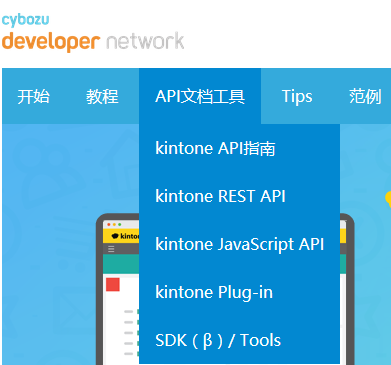 cybozu
developer network
开始 教程 API文档工具 Tips 范例
kintone API指南
kintone REST API
kintone JavaScript API
kintone Plug-in
SDK ( β ) / Tools